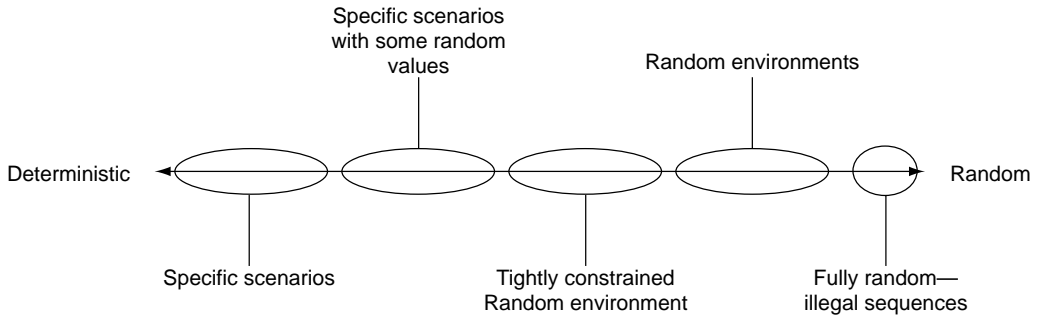 Specific scenarios
with some random
values
Random environments
Deterministic
Random
Specific scenarios
Tightly constrained
Random environment
Fully random—
illegal sequences